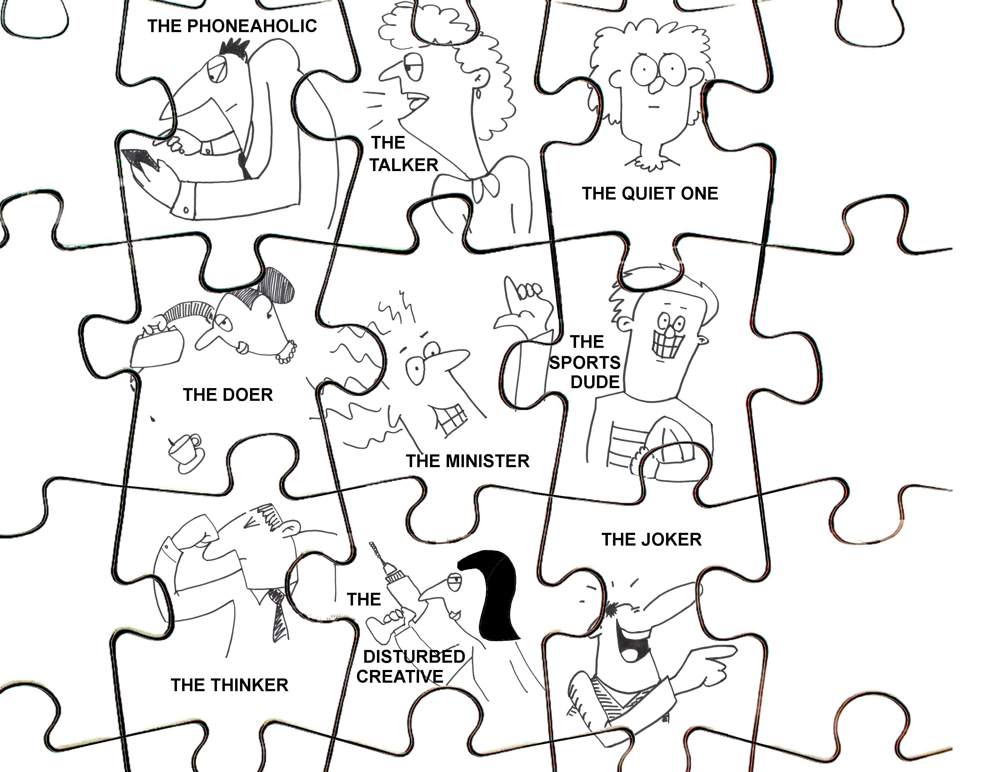 THE PHONEAHOLIC
THE
TALKER
THE QUIET ONE
THE DOER
THE MINISTER
THE
SPORTS
DUDE
THE THINKER
THE
DISTURBED
CREATIVE
THE JOKER